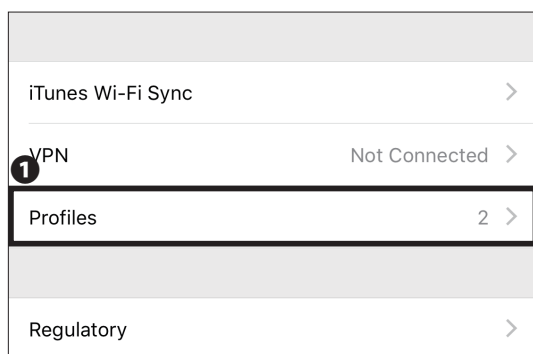 iTunes Wi-Fi Sync
1
VPN Not Connected
Profiles 2
Regulatory